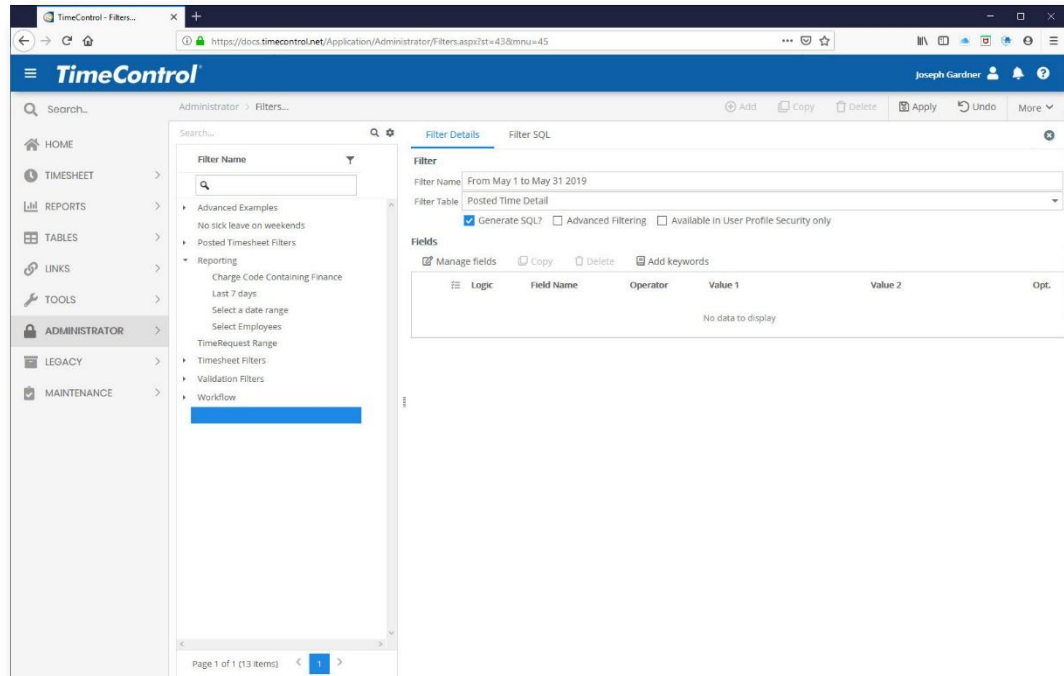 TimeControl - Filters...
https://docs.timecontrol.net/Application/Administrator/Filters.aspx?st=43&mnu=45
TimeControl
Joseph Gardner
Search...
Administrator > Filters...
Add
Copy
Delete
Apply
Undo
More
HOME
TIMESHEET
REPORTS
TABLES
LINKS
TOOLS
ADMINISTRATOR
LEGACY
MAINTENANCE
Search...
Filter Name
Advanced Examples
No sick leave on weekends
Posted Timesheet Filters
Reporting
Charge Code Containing Finance
Last 7 days
Select a date range
Select Employees
TimeRequest Range
Timesheet Filters
Validation Filters
Workflow
Page 1 of 1 (13 items) < 1 >
Filter Details Filter SQL
Filter
Filter Name From May 1 to May 31 2019
Filter Table Posted Time Detail
Generate SQL? Advanced Filtering Available in User Profile Security only
Fields
Manage fields Copy Delete Add keywords
Logic Field Name Operator Value 1 Value 2 Opt.
No data to display